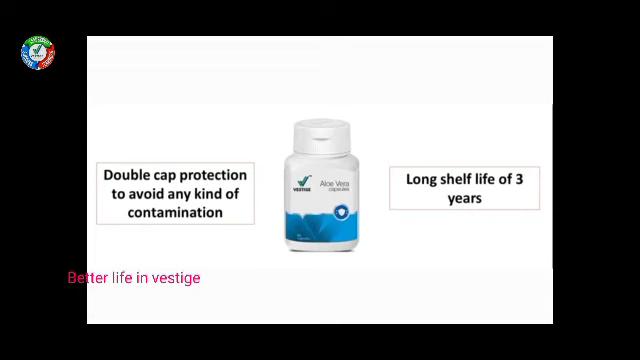 Double cap protection
to avoid any kind of
contamination
VESTIGE
Aloe Vera
capsules
Long shelf life of 3
years
Better life in vestige